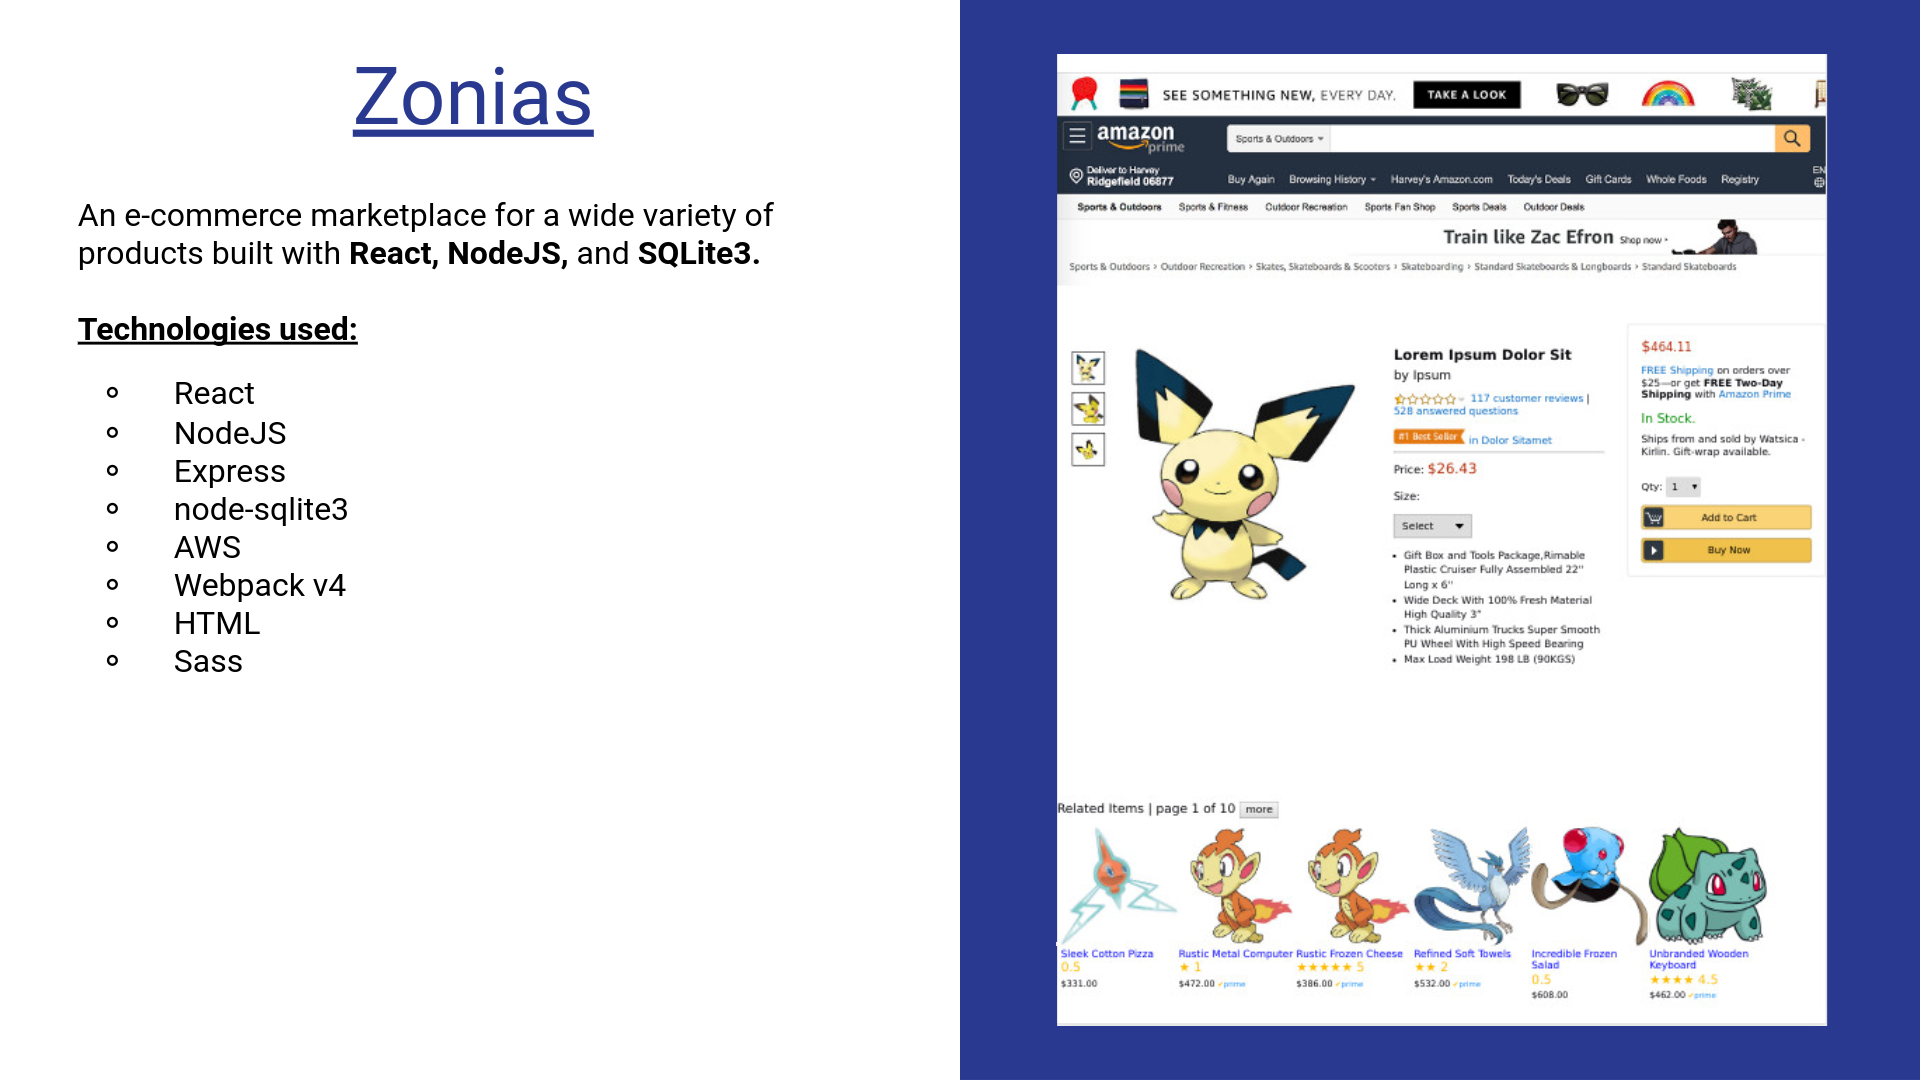 Zonias
An e-commerce marketplace for a wide variety of
products built with React, NodeJS, and SQLite3.
Technologies used:
React
NodeJS
Express
node-sqlite3
AWS
Webpack v4
HTML
Sass
SEE SOMETHING NEW, EVERY DAY. TAKE A LOOK
amazon prime
Sports & Outdoors
Deliver to Harvey
Ridgefield 06877
Buy Again Browsing History Harvey's Amazon.com Today's Deals Gift Cards Whole Foods Registry EN
Sports & Outdoors Sports & Fitness Outdoor Recreation Sports Fan Shop Sports Deals Outdoor Deals
Train like Zac Efron Shop now ›
Sports & Outdoors › Outdoor Recreation › Skates, Skateboards & Scooters › Skateboarding › Standard Skateboards & Longboards › Standard Skateboards
Lorem Ipsum Dolor Sit
by Ipsum
117 customer reviews |
528 answered questions
#1 Best Seller in Dolor Sitamet
Price: $26.43
Size:
Select
• Gift Box and Tools Package,Rimable
Plastic Cruiser Fully Assembled 22''
Long x 6''
• Wide Deck With 100% Fresh Material
High Quality 3"
• Thick Aluminium Trucks Super Smooth
PU Wheel With High Speed Bearing
• Max Load Weight 198 LB (90KGS)
$464.11
FREE Shipping on orders over
$25—or get FREE Two-Day
Shipping with Amazon Prime
In Stock.
Ships from and sold by Watsica -
Kirlin. Gift-wrap available.
Qty: 1
Add to Cart
Buy Now
Related Items | page 1 of 10 more
Sleek Cotton Pizza
0.5
$331.00
Rustic Metal Computer
★ 1
$472.00 ✓prime
Rustic Frozen Cheese
★★★★★ 5
$386.00 ✓prime
Refined Soft Towels
★★ 2
$532.00 ✓prime
Incredible Frozen
Salad
0.5
$608.00
Unbranded Wooden
Keyboard
★★★★ 4.5
$462.00 ✓prime